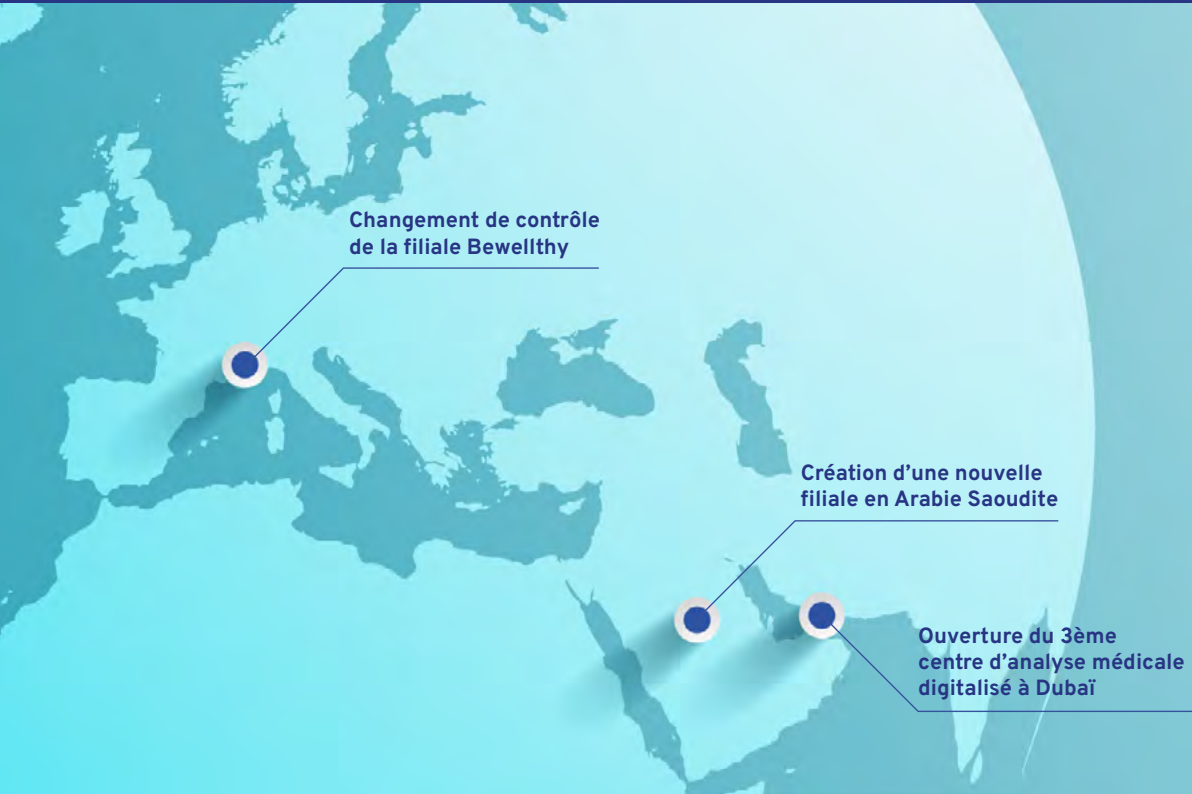 Changement de contrôle
de la filiale Bewellthy
Création d’une nouvelle
filiale en Arabie Saoudite
Ouverture du 3ème
centre d’analyse médicale
digitalisé à Dubaï